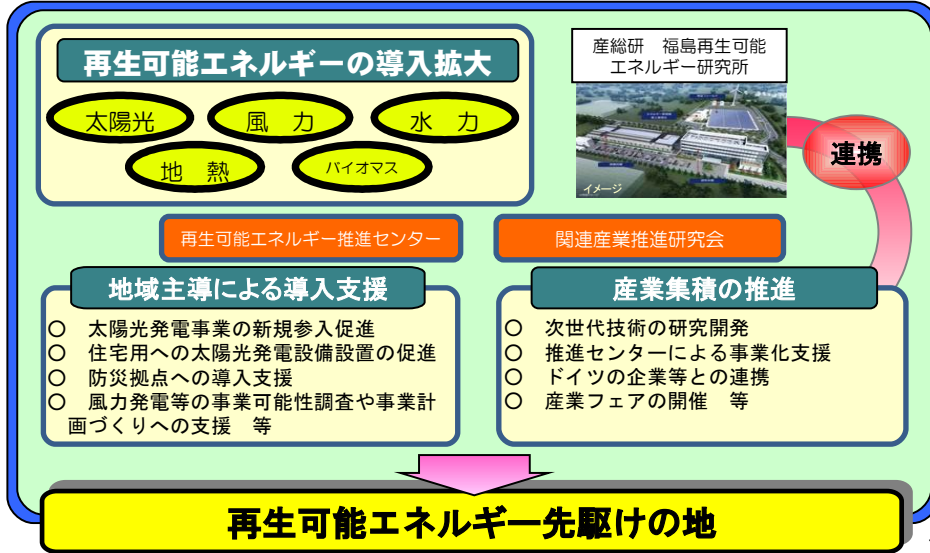 再生可能エネルギーの導入拡大
太陽光
風　力
水　力
地　熱
バイオマス
産総研　福島再生可能
エネルギー研究所
イメージ
連携
再生可能エネルギー推進センター
関連産業推進研究会
地域主導による導入支援
○　太陽光発電事業の新規参入促進
○　住宅用への太陽光発電設備設置の促進
○　防災拠点への導入支援
○　風力発電等の事業可能性調査や事業計
画づくりへの支援　等
産業集積の推進
○　次世代技術の研究開発
○　推進センターによる事業化支援
○　ドイツの企業等との連携
○　産業フェアの開催　等
再生可能エネルギー先駆けの地